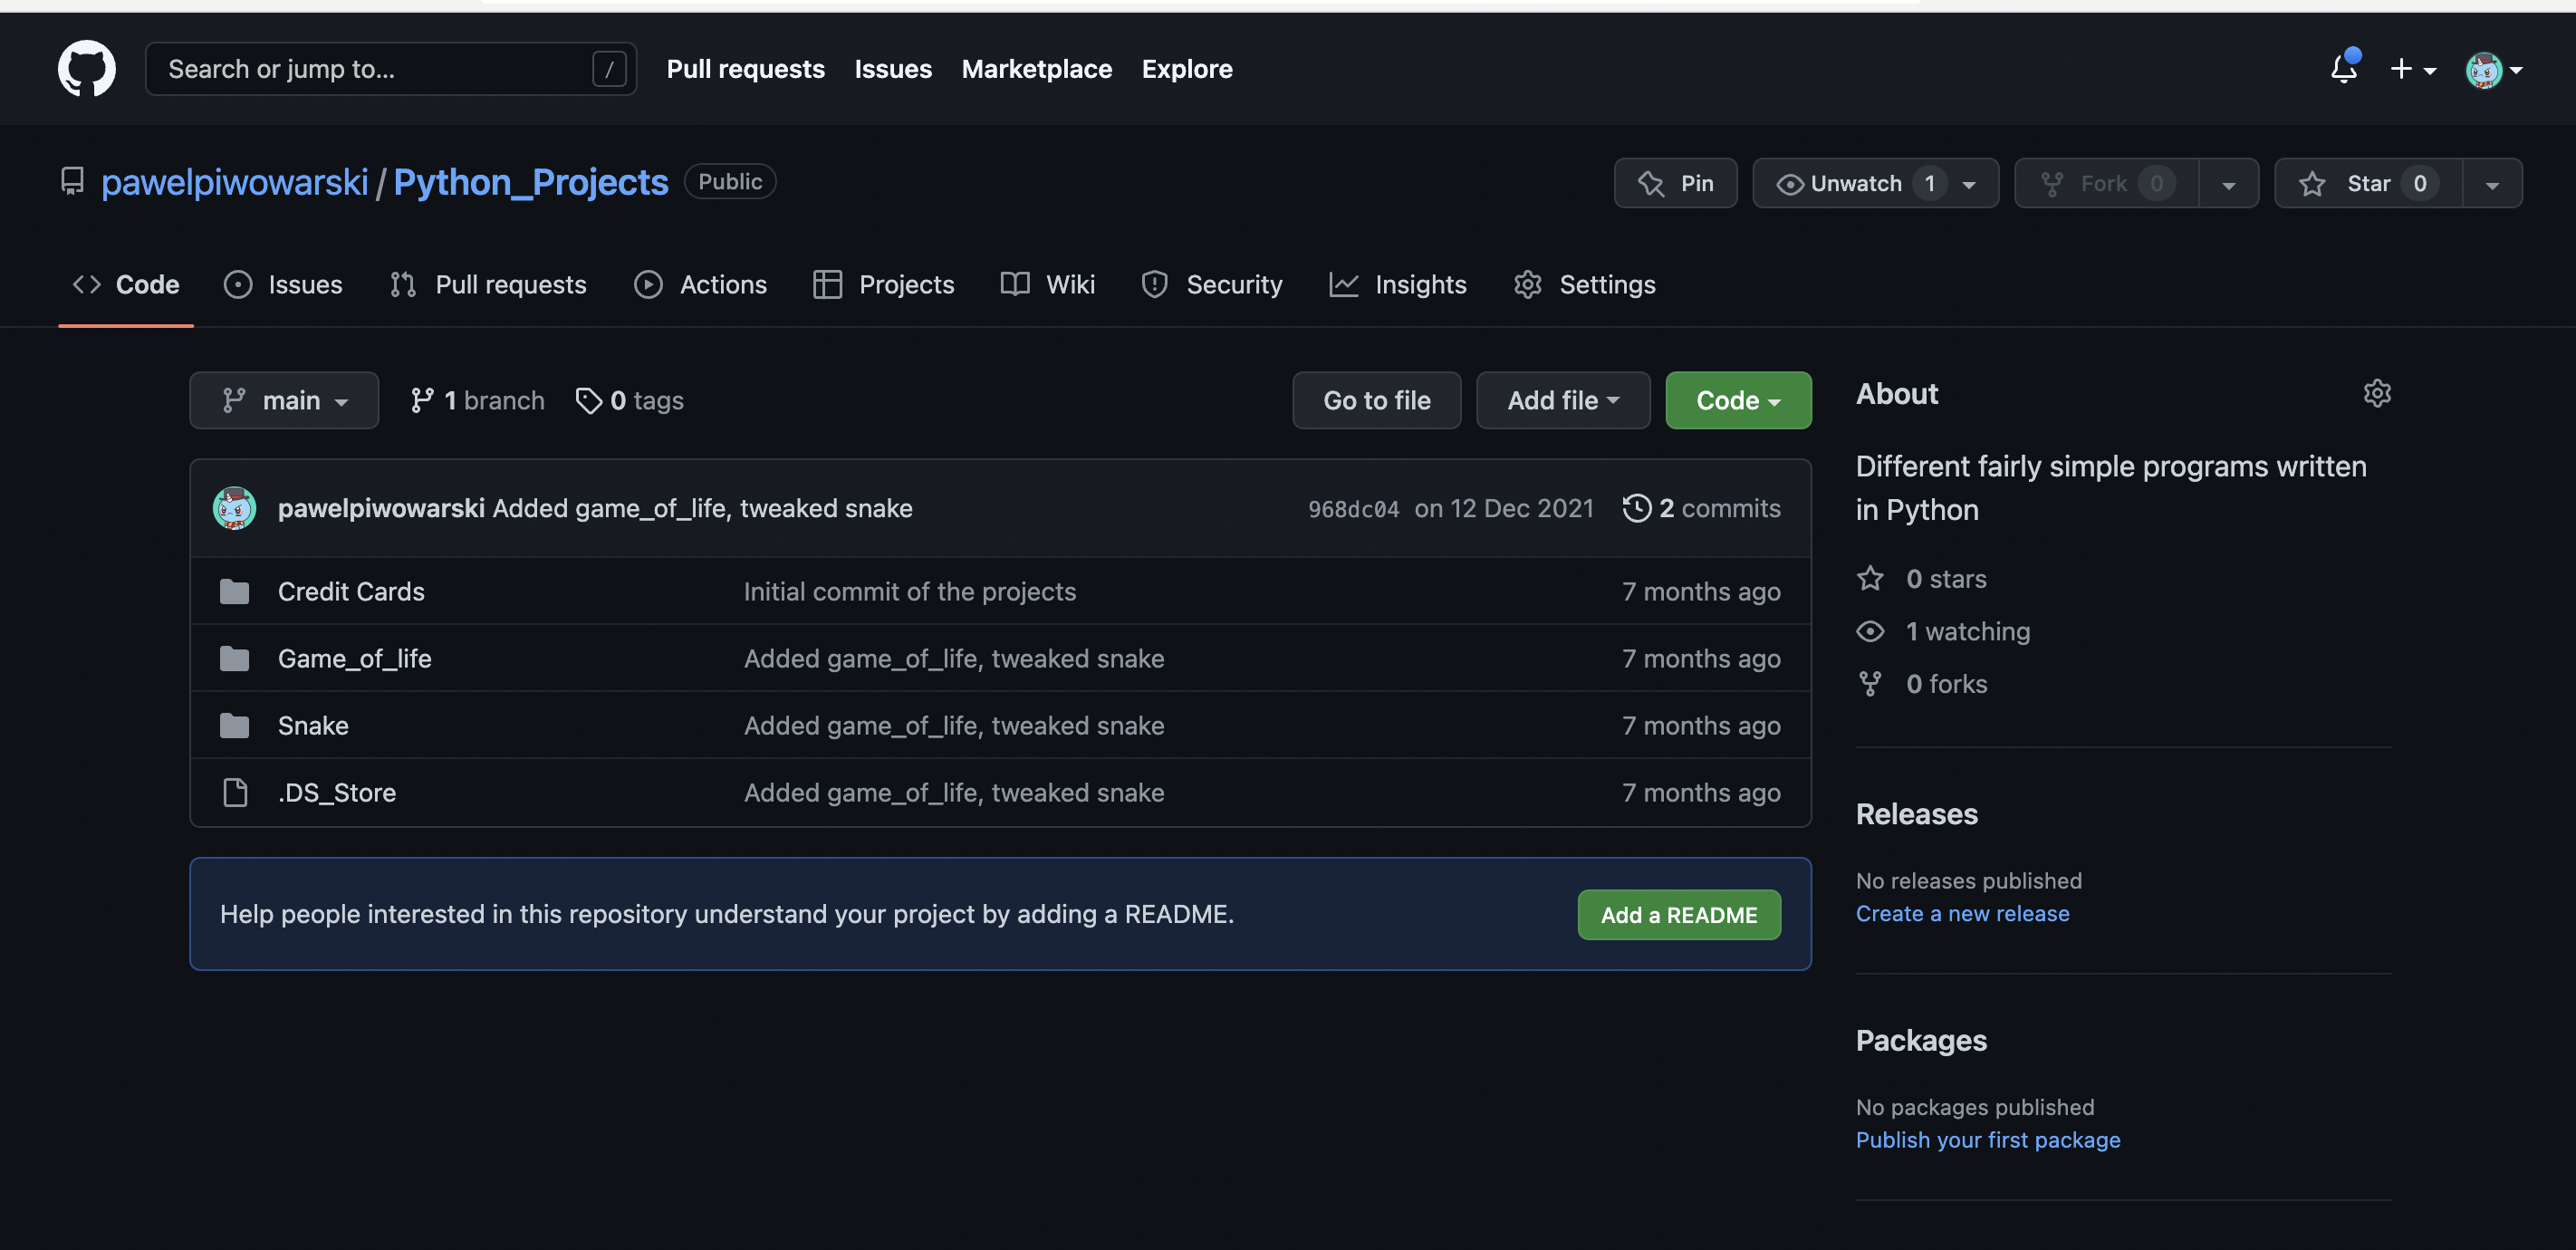 Search or jump to... /
Pull requests Issues Marketplace Explore
pawelpiwowarski / Python_Projects Public
Pin Unwatch 1 Fork 0 Star 0
Code Issues Pull requests Actions Projects Wiki Security Insights Settings
main 1 branch 0 tags Go to file Add file Code
pawelpiwowarski Added game_of_life, tweaked snake 968dc04 on 12 Dec 2021 2 commits
Credit Cards Initial commit of the projects 7 months ago
Game_of_life Added game_of_life, tweaked snake 7 months ago
Snake Added game_of_life, tweaked snake 7 months ago
.DS_Store Added game_of_life, tweaked snake 7 months ago
Help people interested in this repository understand your project by adding a README. Add a README
About
Different fairly simple programs written
in Python
0 stars
1 watching
0 forks
Releases
No releases published
Create a new release
Packages
No packages published
Publish your first package